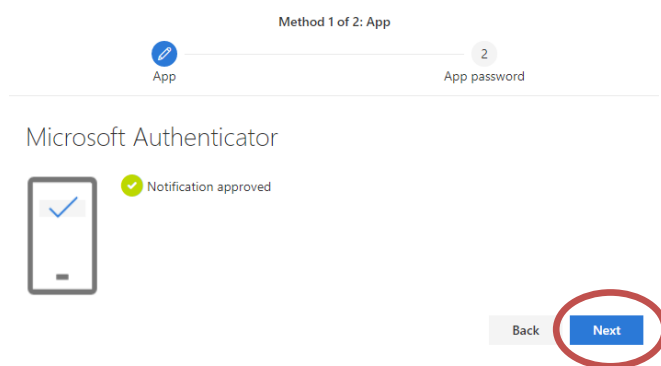 Method 1 of 2: App
2
App
App password
Microsoft Authenticator
Notification approved
Back
Next